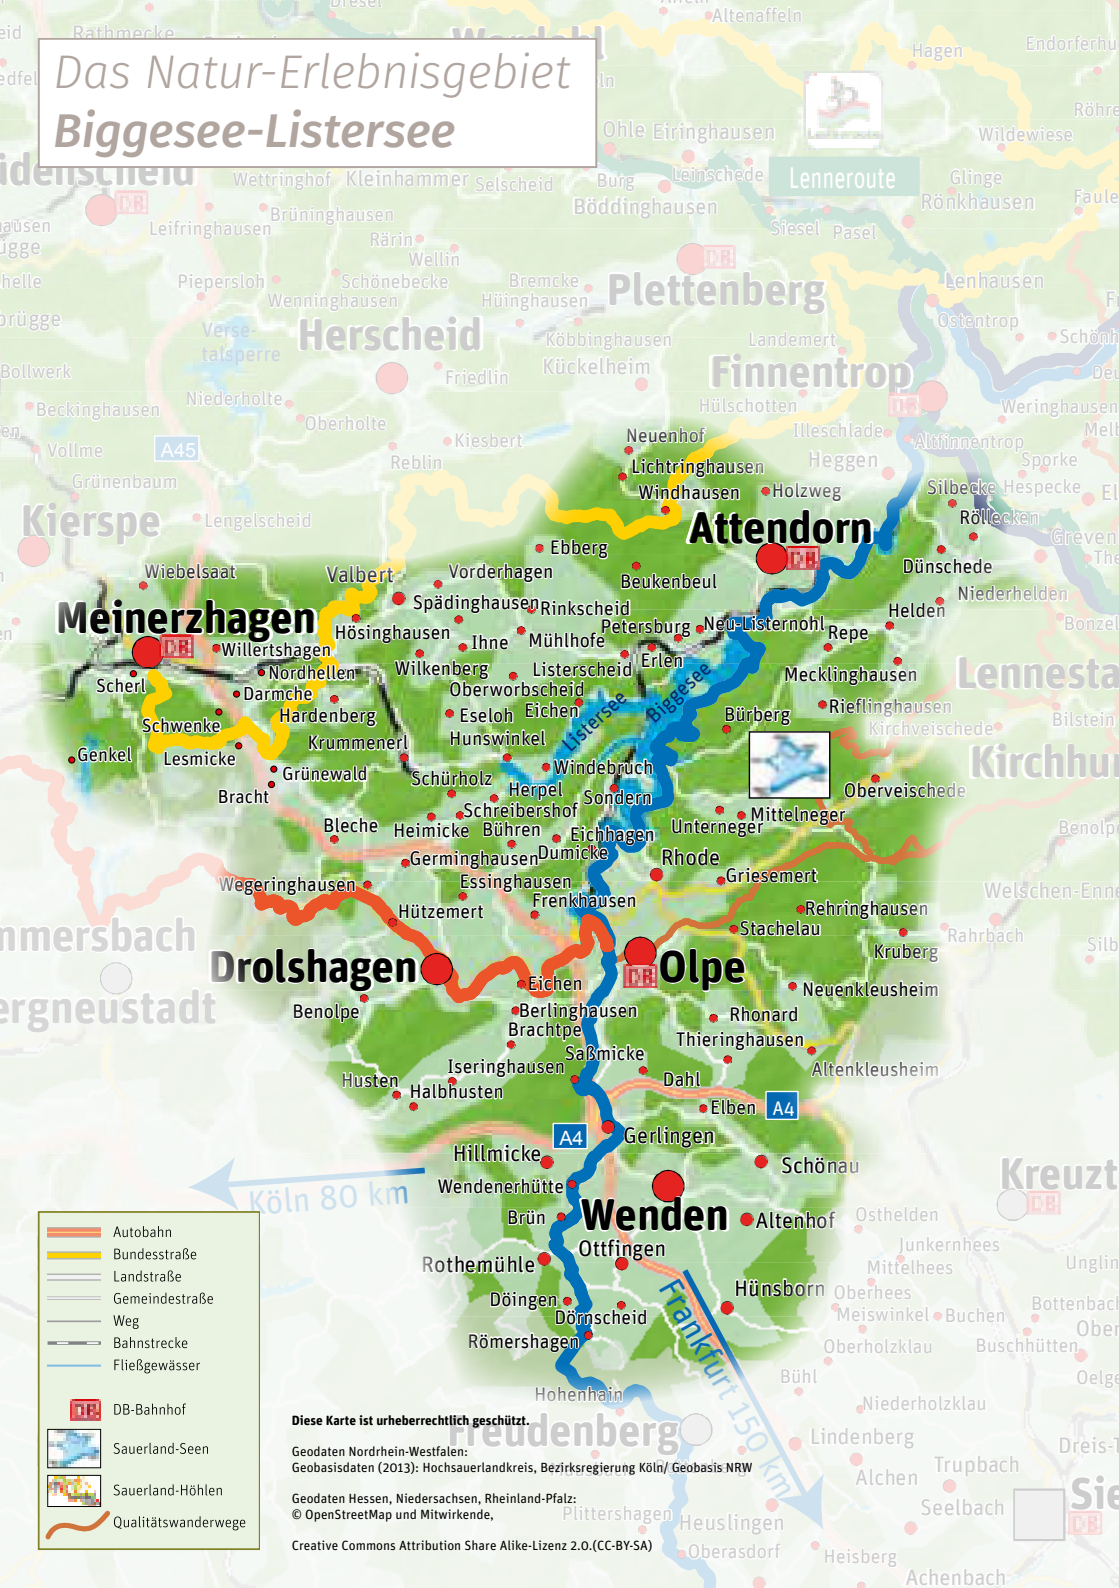 Das Natur-Erlebnisgebiet
Biggesee-Listersee
Rathmecke
Altenaffeln
Hagen
Endorferhü
Ohle
Eiringhausen
Wildewiese
Lenneroute
Wettringhof
Kleinhammer
Selscheid
Burg
Leinschede
Glinge
Rönkhausen
Böddinghausen
Brüninghausen
Leifringhausen
Siesel
Pasel
Rärin
Wellin
Piepersloh
Schönebecke
Bremcke
Lenhausen
Wenninghausen
Hüinghausen
Plettenberg
Ostentrop
Verse-
talsperre
Herscheid
Köbbinghausen
Landemert
Bollwerk
Friedlin
Kückelheim
Finnentrop
Niederholte
Beckinghausen
Hülschotten
Weringhausen
Oberholte
Neuenhof
Illeschlade
Altfinnentrop
Vollme
A45
Kiesbert
Reblin
Lichtringhausen
Heggen
Sporke
Grünenbaum
Windhausen
Holzweg
Silbecke
Hespecke
Kierspe
Lengelscheid
Attendorn
Röllecken
Ebberg
Dünschede
Wiebelsaat
Valbert
Vorderhagen
Beukenbeul
Niederhelden
Meinerzhagen
Spädinghausen
Rinkscheid
Helden
Hösinghausen
Petersburg
Neu-Listernohl
Repe
Willertshagen
Ihne
Mühlhofe
Erlen
Scherl
Nordhellen
Wilkenberg
Listerscheid
Mecklinghausen
Lennesta
Darmche
Oberworbscheid
Biggesee
Rieflinghausen
Schwenke
Hardenberg
Eseloh
Eichen
Listersee
Bürberg
Kirchveischede
Bilstein
Genkel
Lesmicke
Krummenerl
Hunswinkel
Kirchhun
Grünewald
Schürholz
Windebruch
Bracht
Herpel
Sondern
Oberveischede
Schreibershof
Mittelneger
Bleche
Heimicke
Bühren
Eichhagen
Unterneger
Germinghausen
Dumicke
Rhode
Wegeringhausen
Essinghausen
Griesemert
Welschen-Enne
Frenkhausen
Hützemert
Rehringhausen
Stachelau
Rahrbach
Drolshagen
Olpe
Kruberg
Eichen
Neuenkleusheim
ergneustadt
Benolpe
Berlinghausen
Rhonard
Brachtpe
Thieringhausen
Saßmicke
Iseringhausen
Altenkleusheim
Husten
Halbhusten
Dahl
Elben
A4
A4
Gerlingen
Hillmicke
Schönau
Köln 80 km
Wendenerhütte
Kreuzt
Brün
Wenden
Altenhof
Osthelden
Ottfingen
Junkernhees
Rothemühle
Mittelhees
Hünsborn
Oberhees
Döingen
Meiswinkel
Buchen
Bottenbach
Dörnscheid
Römershagen
Oberholzklau
Buschhütten
Frankfurt 150 km
Bühl
Hohenhain
Niederholzklau
Freudenberg
Lindenberg
Trupbach
Alchen
Seelbach
Plittershagen
Heuslingen
Oberasdorf
Heisberg
Achenbach
Autobahn
Bundesstraße
Landstraße
Gemeindestraße
Weg
Bahnstrecke
Fließgewässer
DB-Bahnhof
Sauerland-Seen
Sauerland-Höhlen
Qualitätswanderwege
Diese Karte ist urheberrechtlich geschützt.
Geodaten Nordrhein-Westfalen:
Geobasisdaten (2013): Hochsauerlandkreis, Bezirksregierung Köln/ Geobasis NRW
Geodaten Hessen, Niedersachsen, Rheinland-Pfalz:
© OpenStreetMap und Mitwirkende,
Creative Commons Attribution Share Alike-Lizenz 2.0.(CC-BY-SA)